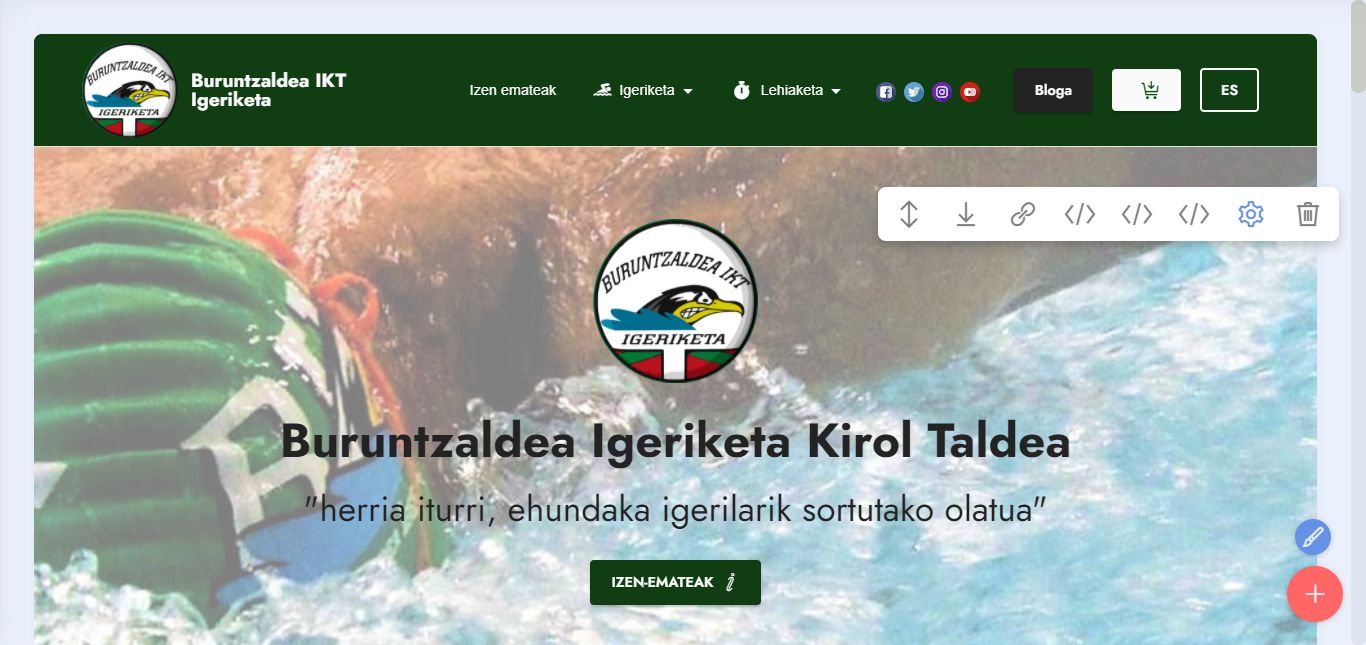 BURUNTZALDEA IKT
IGERIKETA
Buruntzaldea IKT
Igeriketa
Izen emateak
Igeriketa
Lehiaketa
Bloga
ES
BURUNTZALDEA IKT
IGERIKETA
Buruntzaldea Igeriketa Kirol Taldea
"herria iturri, ehundaka igerilarik sortutako olatua"
IZEN-EMATEAK